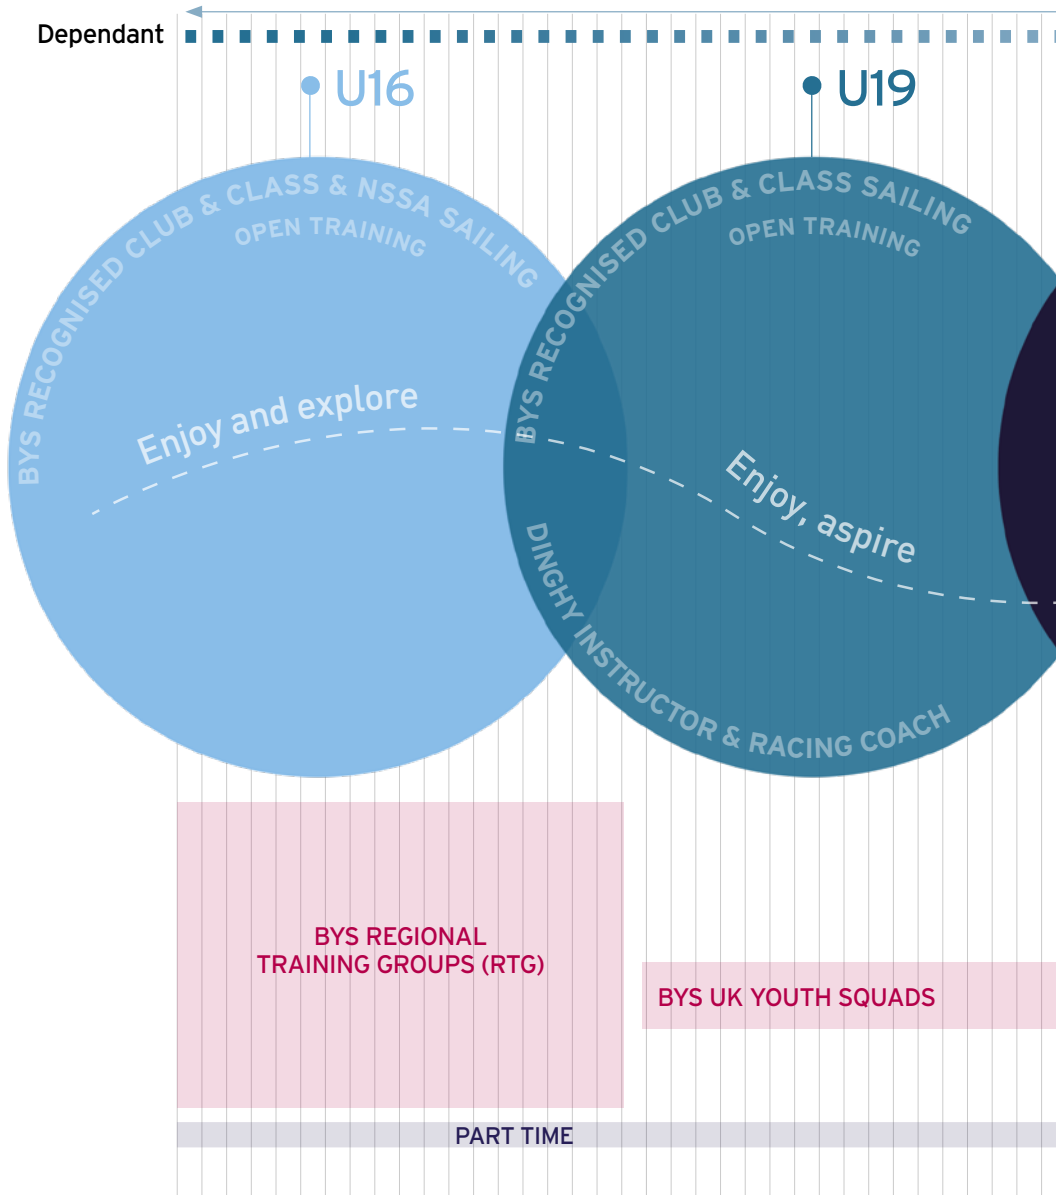 Dependant
U16
U19
BYS RECOGNISED CLUB & CLASS & NSSA SAILING
OPEN TRAINING
BYS RECOGNISED CLUB & CLASS SAILING
OPEN TRAINING
Enjoy and explore
Enjoy, aspire
DINGHY INSTRUCTOR & RACING COACH
BYS REGIONAL
TRAINING GROUPS (RTG)
BYS UK YOUTH SQUADS
PART TIME